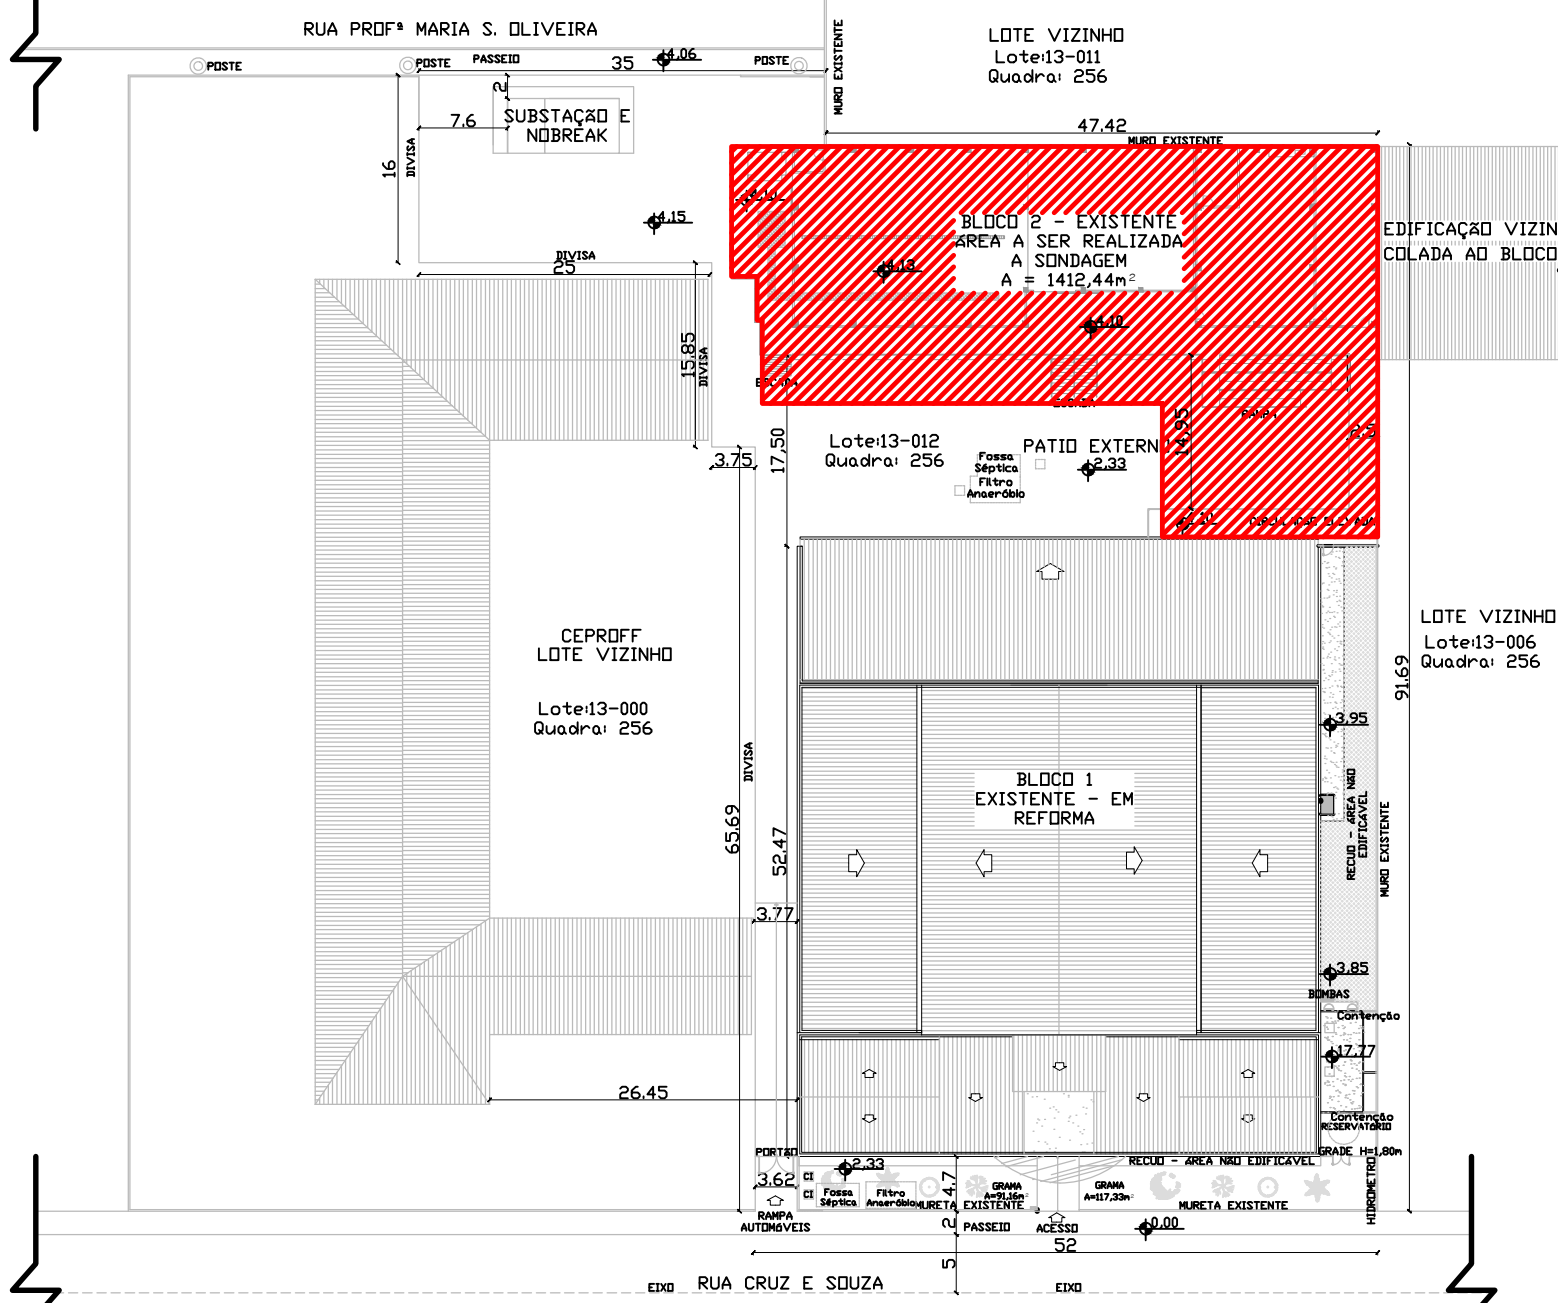 RUA PROFª MARIA S. OLIVEIRA
POSTE
POSTE
PASSEIO
35
4,06
POSTE
MURO EXISTENTE
LOTE VIZINHO
Lote:13-011
Quadra: 256
2
7.6
SUBSTAÇÃO E
NOBREAK
16
DIVISA
47.42
MURO EXISTENTE
4,15
DIVISA
25
BLOCO 2 - EXISTENTE
ÁREA A SER REALIZADA
A SONDAGEM
A = 1412,44m²
4,13
4,10
EDIFICAÇÃO VIZIN
COLADA AO BLOCO
15.85
DIVISA
ESCADA
ESCADA
RAMPA
14.95
2.5
3.75
17.50
Lote:13-012
Quadra: 256
PATIO EXTERN
Fossa
Séptica
Filtro
Anaeróbio
2,33
CEPROFF
LOTE VIZINHO
Lote:13-000
Quadra: 256
LOTE VIZINHO
Lote:13-006
Quadra: 256
91.69
3,95
DIVISA
65.69
52.47
BLOCO 1
EXISTENTE - EM
REFORMA
RECUO - ÁREA NÃO
EDIFICÁVEL
MURO EXISTENTE
3.77
3,85
BOMBAS
Contenção
17,77
26.45
Contenção
RESERVATÓRIO
GRADE H=1,80m
PORTÃO
2,33
RECUO - ÁREA NÃO EDIFICÁVEL
HIDROMETRO
3.62
CI
CI
Fossa
Séptica
Filtro
Anaeróbio
4.7
GRAMA
A=91,16m²
GRAMA
A=117,33m²
MURETA EXISTENTE
MURETA EXISTENTE
RAMPA
AUTOMÓVEIS
2
PASSEIO
ACESSO
0,00
52
5
EIXO
RUA CRUZ E SOUZA
EIXO